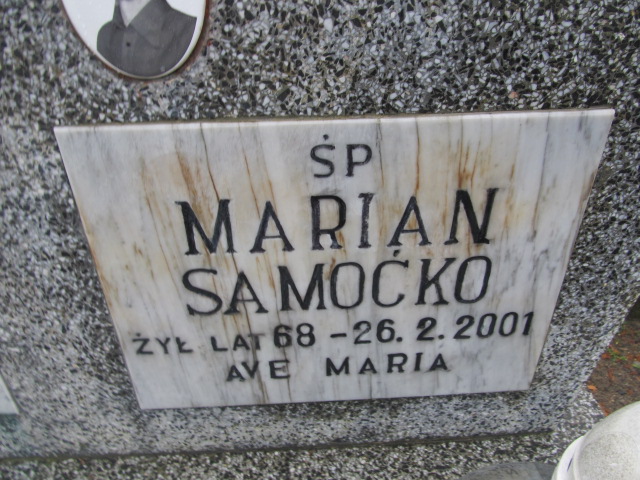 ŚP
MARIAN
SAMOĆKO
ŻYŁ LAT 68 - 26. 2. 2001
AVE MARIA